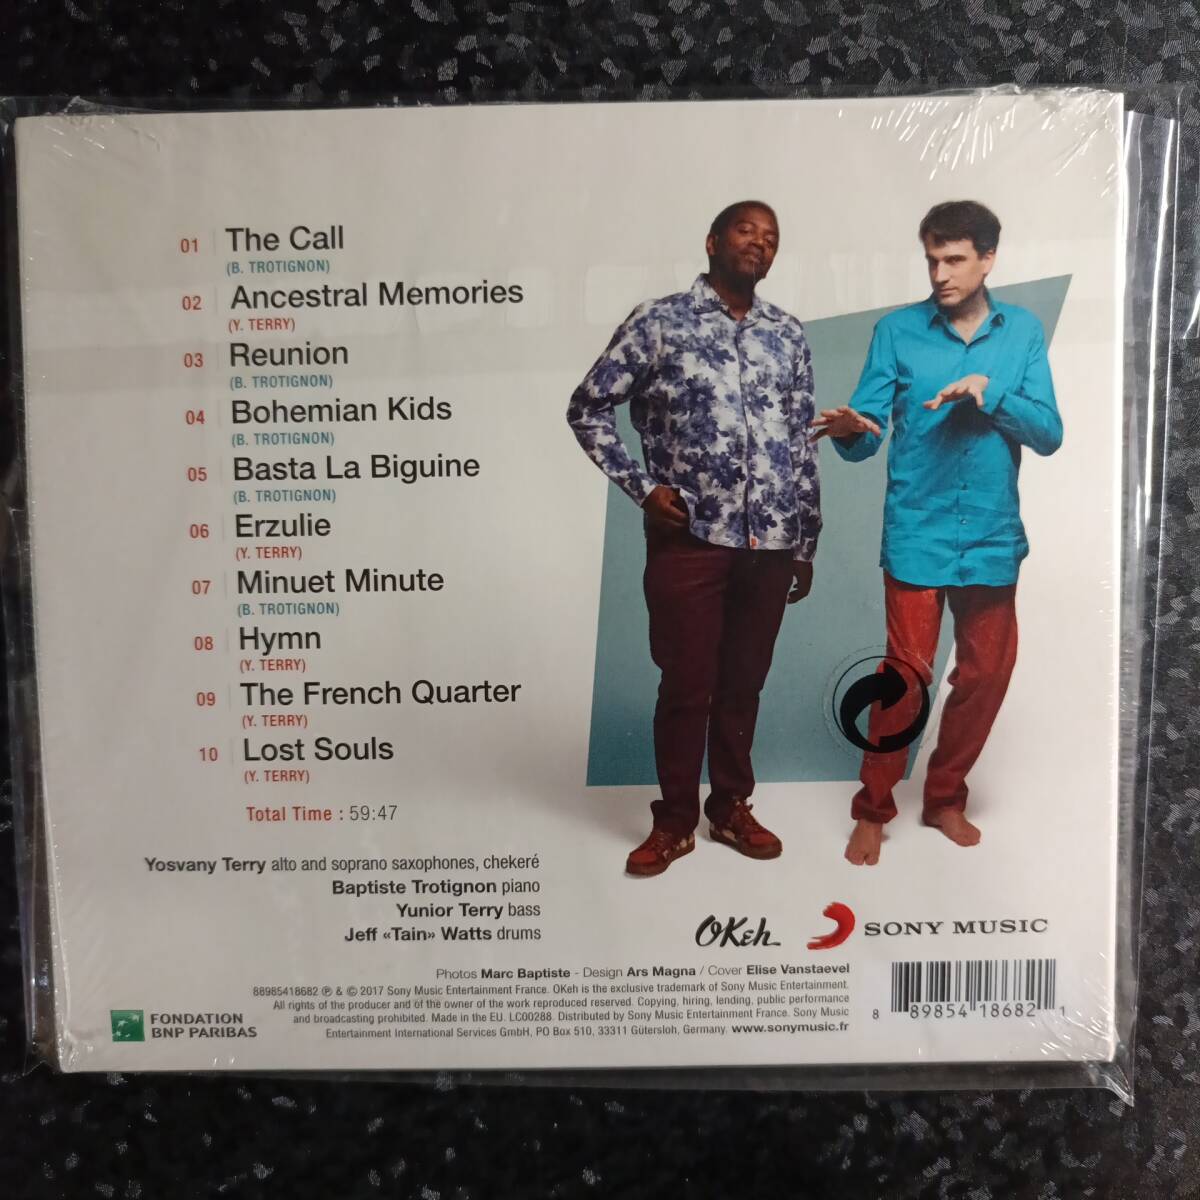 01 The Call
(B. TROTIGNON)
02 Ancestral Memories
(Y. TERRY)
03 Reunion
(B. TROTIGNON)
04 Bohemian Kids
(B. TROTIGNON)
05 Basta La Biguine
(B. TROTIGNON)
06 Erzulie
(Y. TERRY)
07 Minuet Minute
(B. TROTIGNON)
08 Hymn
(Y. TERRY)
09 The French Quarter
(Y. TERRY)
10 Lost Souls
(Y. TERRY)
Total Time : 59:47
Yosvany Terry alto and soprano saxophones, chekeré
Baptiste Trotignon piano
Yunior Terry bass
Jeff «Tain» Watts drums
OKeh
SONY MUSIC
Photos Marc Baptiste - Design Ars Magna / Cover Elise Vanstaevel
88985418682 ℗ & © 2017 Sony Music Entertainment France. OKeh is the exclusive trademark of Sony Music Entertainment.
All rights of the producer and of the owner of the work reproduced reserved. Copying, hiring, lending, public performance
and broadcasting prohibited. Made in the EU. LC00288. Distributed by Sony Music Entertainment France. Sony Music
Entertainment International Services GmbH, PO Box 510, 33311 Gütersloh, Germany. www.sonymusic.fr
FONDATION
BNP PARIBAS
8 89854 18682 1